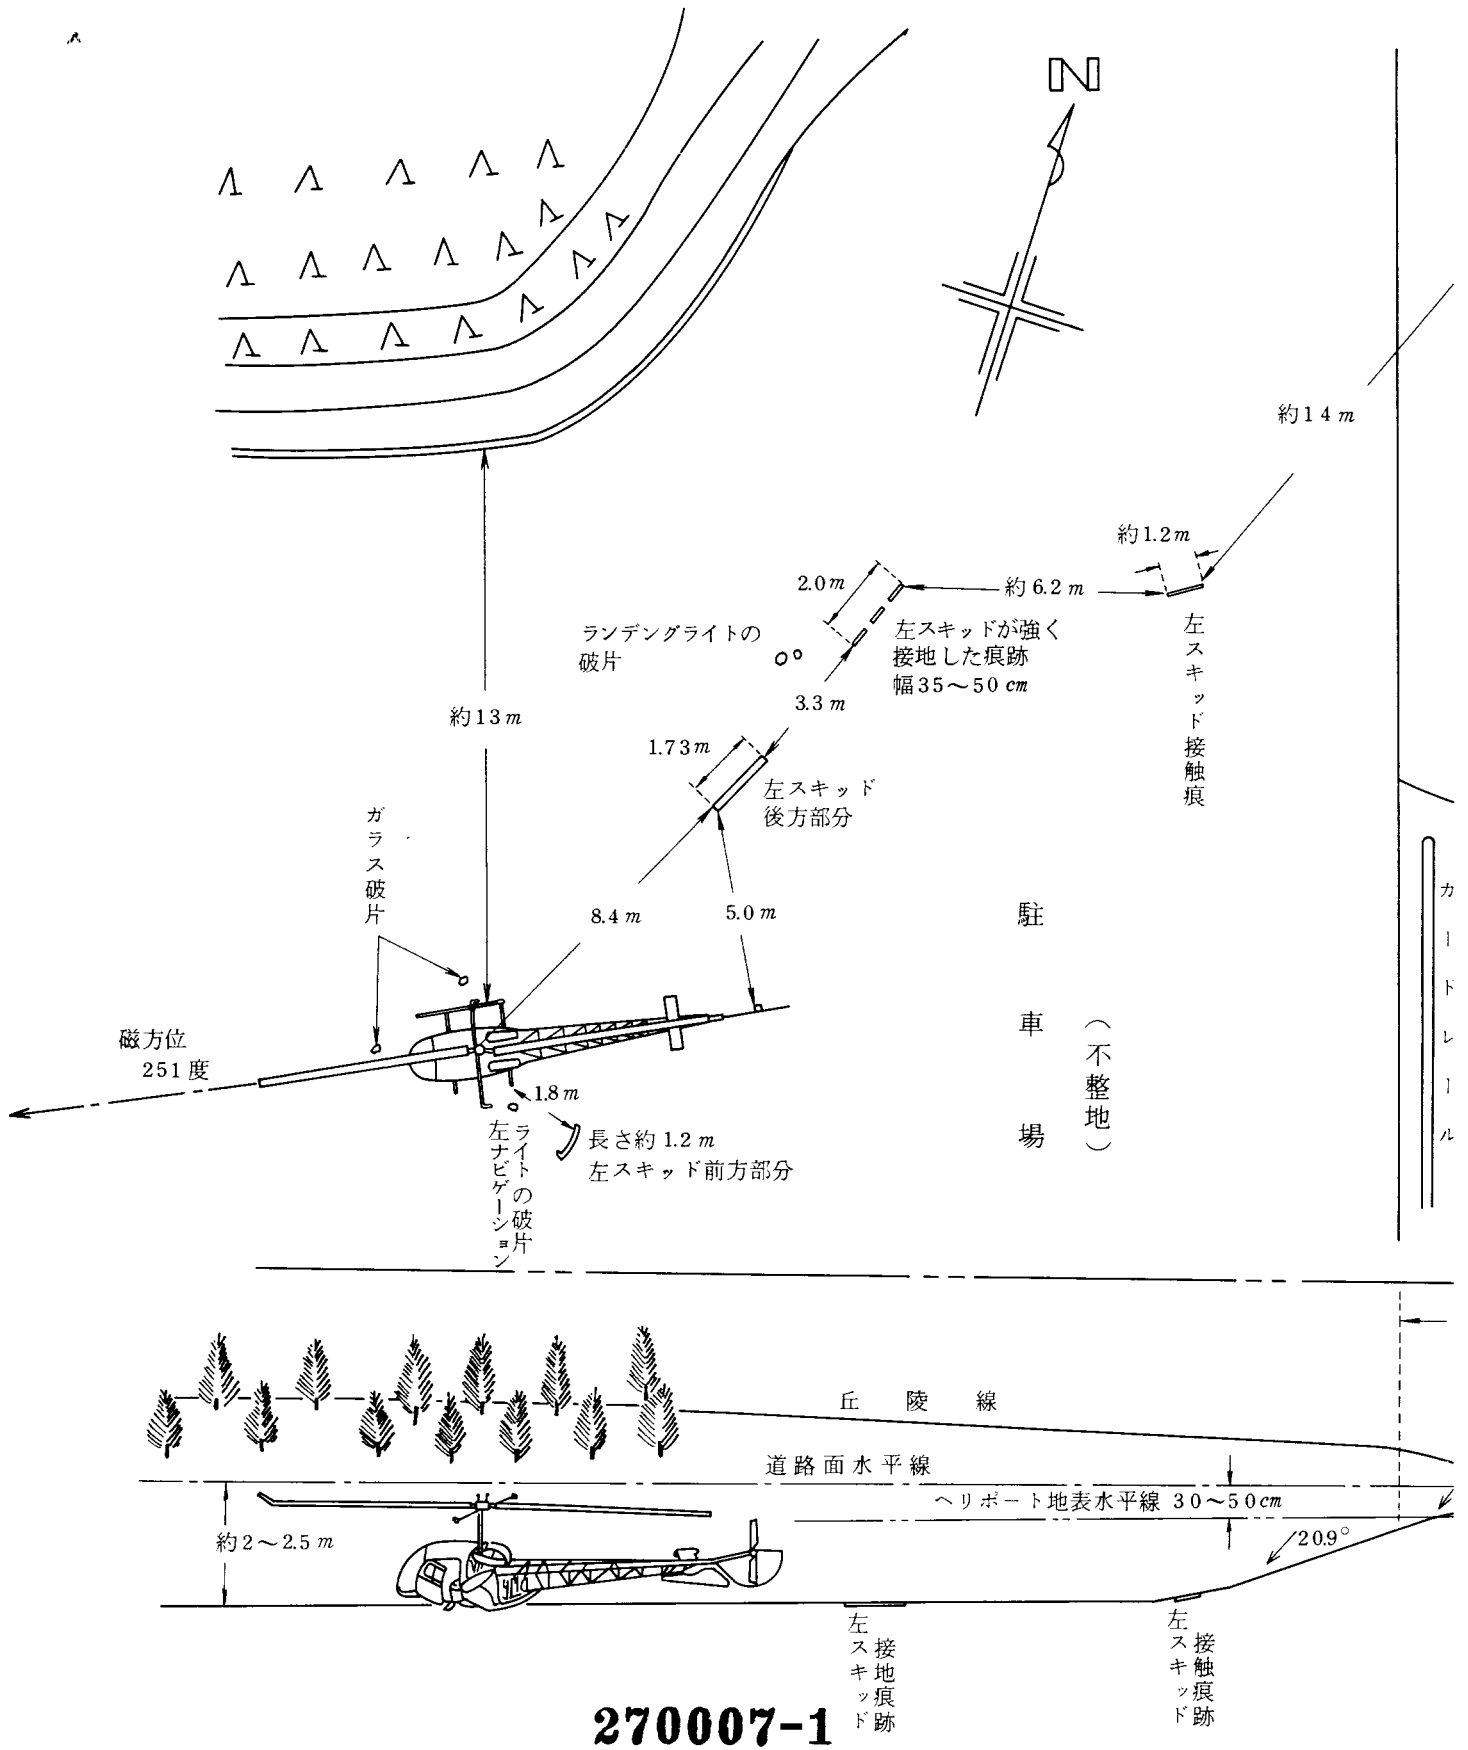 N
約14m
約1.2m
2.0m
約6.2m
ランデングライトの
破片
左スキッドが強く
接地した痕跡
幅35〜50cm
左スキッド接触痕
3.3m
約13m
1.73m
左スキッド
後方部分
ガラス破片
8.4m
5.0m
駐車場
(不整地)
ガードレール
磁方位
251度
1.8m
長さ約1.2m
左スキッド前方部分
左ナビゲーション
ライトの破片
丘陵線
道路面水平線
ヘリポート地表水平線 30〜50cm
約2〜2.5m
20.9°
左スキッド
接地痕跡
左スキッド
接触痕跡
270007-1